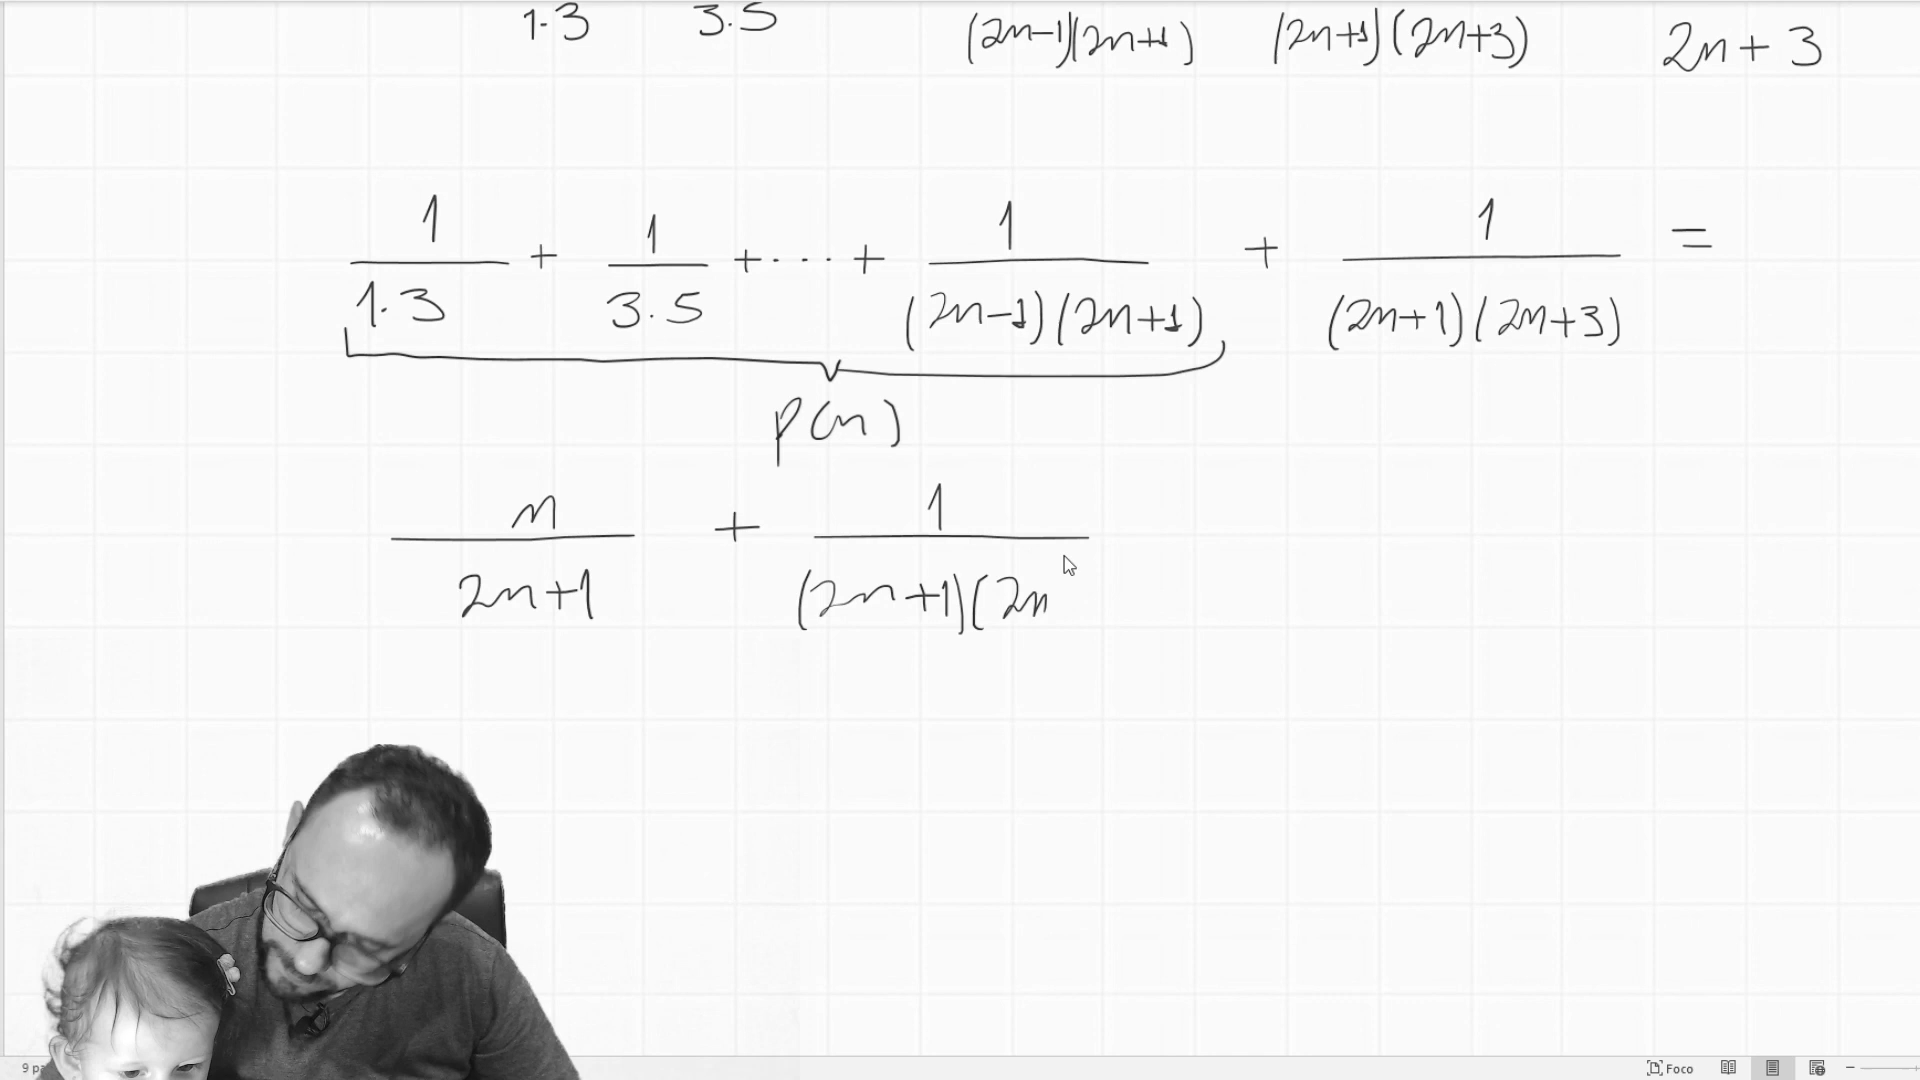 1·3 3.5 (2n-1)(2n+1) (2n+1)(2n+3) 2n+3
1/1·3 + 1/3.5 +···+ 1/(2n-1)(2n+1) + 1/(2n+1)(2n+3) =
P(n)
n/2n+1 + 1/(2n+1)(2n
Foco